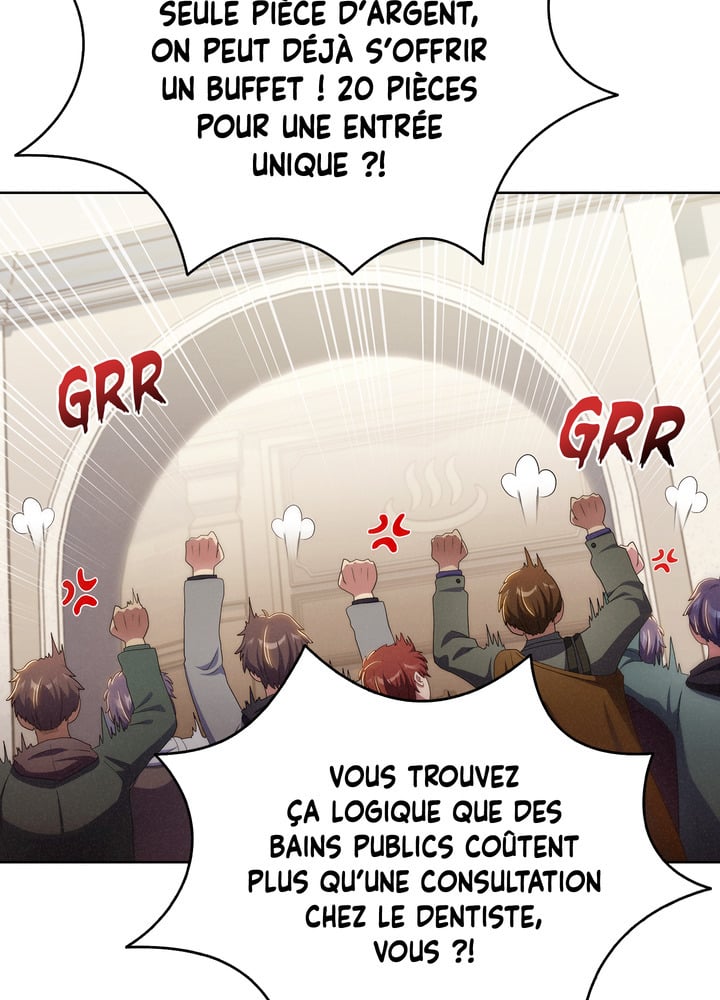 SEULE PIÈCE D'ARGENT,
ON PEUT DÉJÀ S'OFFRIR
UN BUFFET ! 20 PIÈCES
POUR UNE ENTRÉE
UNIQUE ?!
GRR
GRR
VOUS TROUVEZ
ÇA LOGIQUE QUE DES
BAINS PUBLICS COÛTENT
PLUS QU'UNE CONSULTATION
CHEZ LE DENTISTE,
VOUS ?!